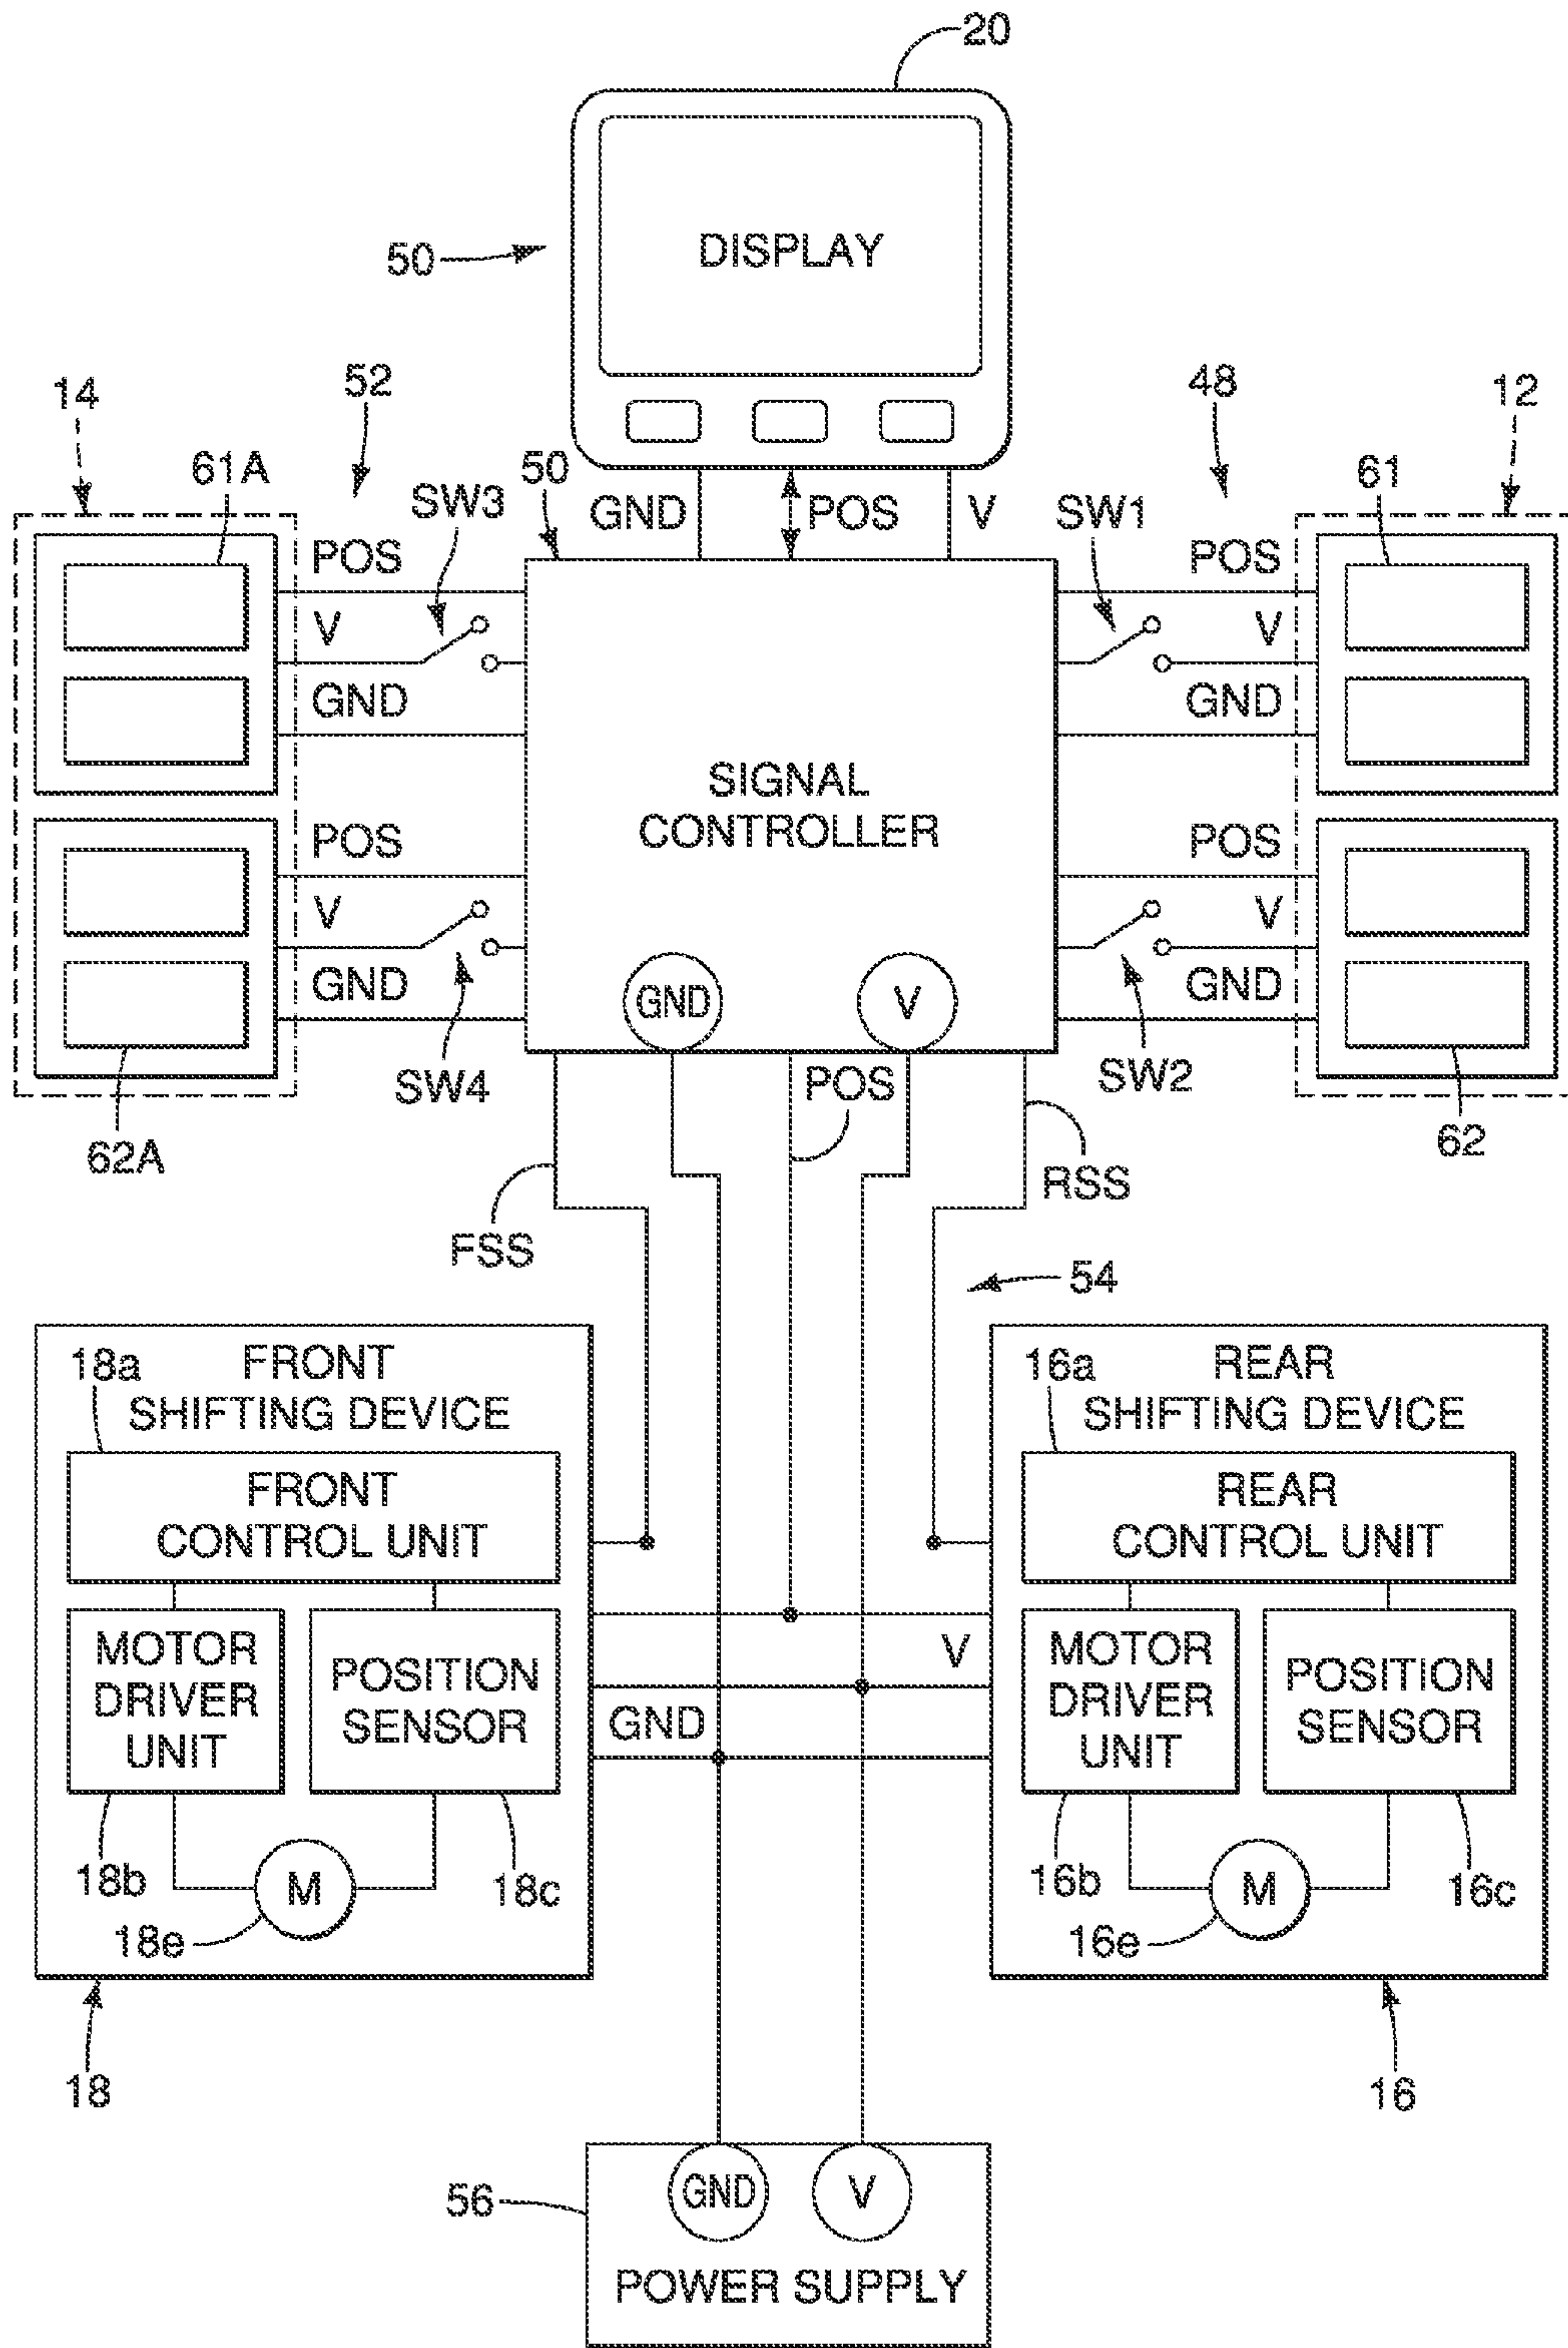 20
50
DISPLAY
14
52
48
12
61A
SW3
50
GND
POS
V
SW1
61
POS
POS
V
V
GND
GND
SIGNAL
CONTROLLER
POS
POS
V
V
GND
GND
GND
V
SW4
POS
SW2
62A
62
FSS
RSS
54
18a
FRONT
SHIFTING DEVICE
16a
REAR
SHIFTING DEVICE
FRONT
CONTROL UNIT
REAR
CONTROL UNIT
MOTOR
DRIVER
UNIT
POSITION
SENSOR
V
GND
MOTOR
DRIVER
UNIT
POSITION
SENSOR
18b
M
18c
18e
16b
M
16c
16e
18
16
56
GND
V
POWER SUPPLY